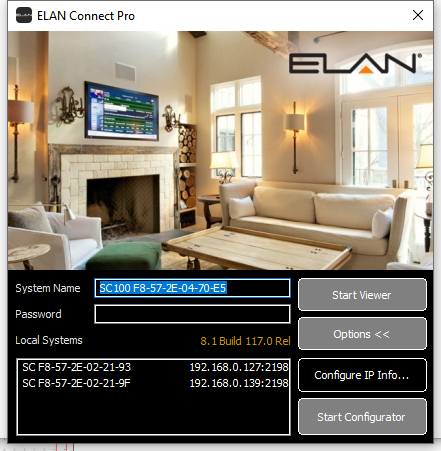 ELAN Connect Pro
ELAN®
System Name SC100 F8-57-2E-04-70-E5
Start Viewer
Password
Options <<
Local Systems 8.1 Build 117.0 Rel
SC F8-57-2E-02-21-93 192.168.0.127:2198
Configure IP Info...
SC F8-57-2E-02-21-9F 192.168.0.139:2198
Start Configurator